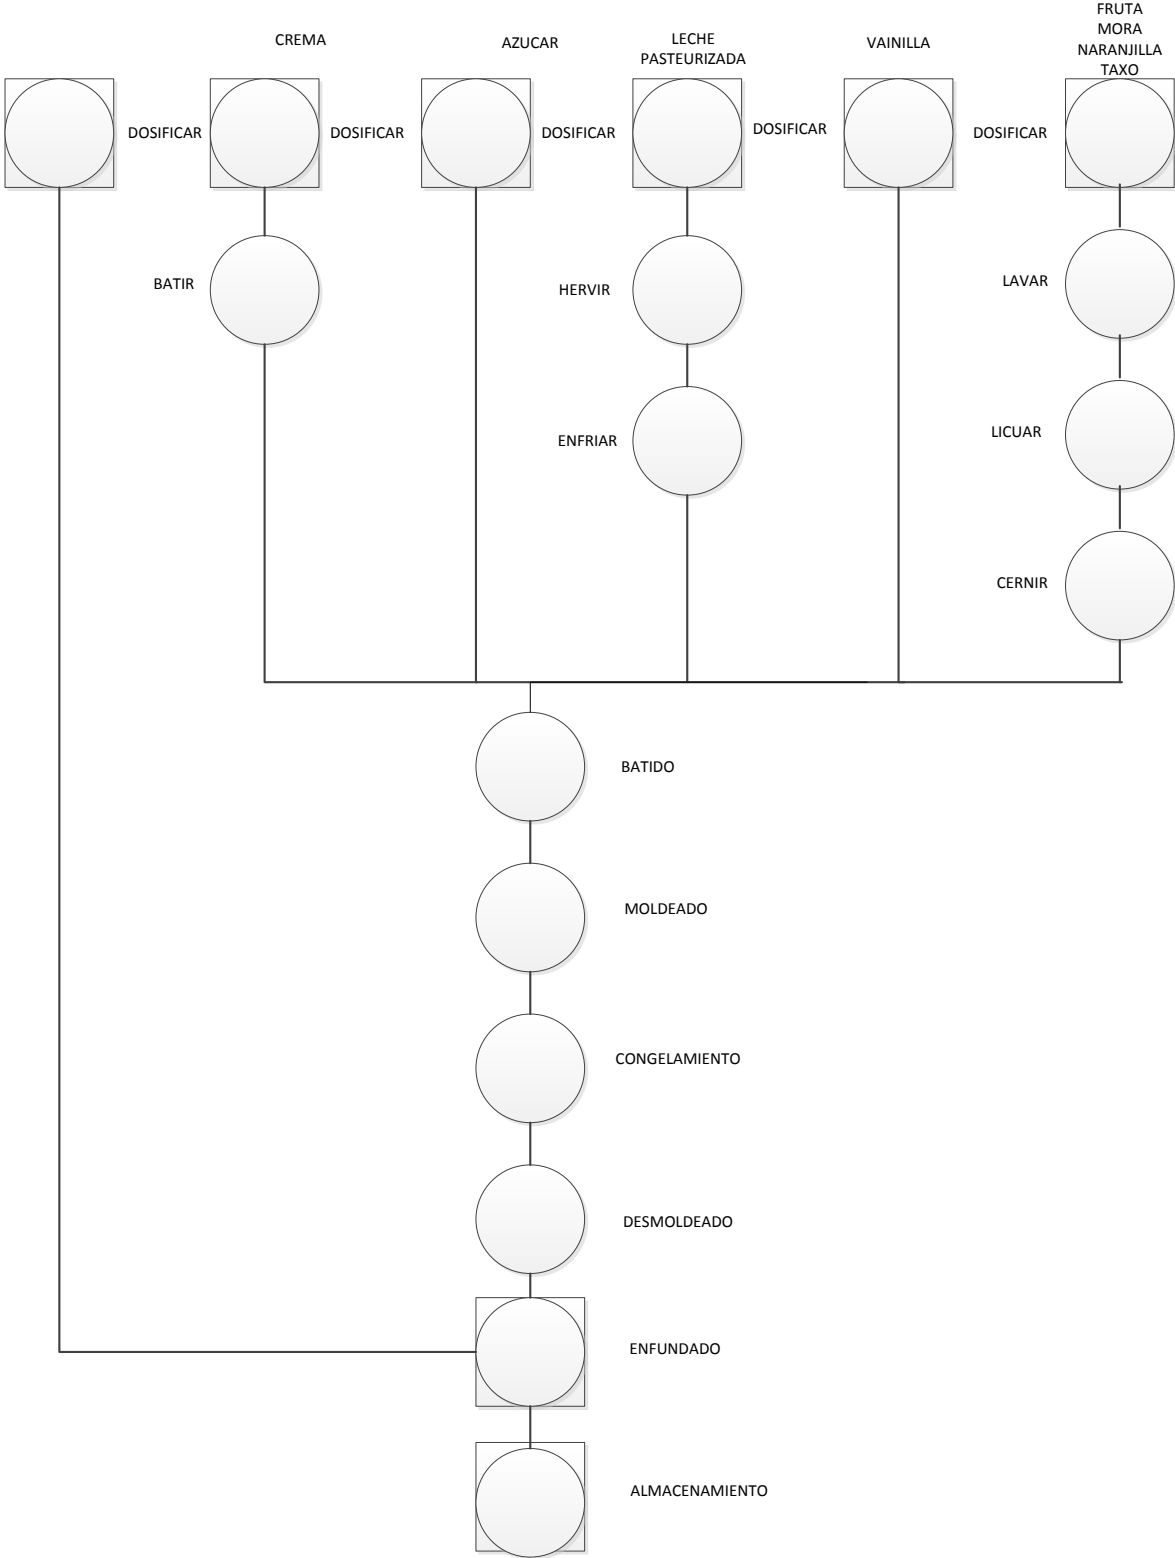 FRUTA
MORA
NARANJILLA
TAXO
CREMA
AZUCAR
LECHE
PASTEURIZADA
VAINILLA
DOSIFICAR
DOSIFICAR
DOSIFICAR
DOSIFICAR
DOSIFICAR
BATIR
HERVIR
LAVAR
ENFRIAR
LICUAR
CERNIR
BATIDO
MOLDEADO
CONGELAMIENTO
DESMOLDEADO
ENFUNDADO
ALMACENAMIENTO